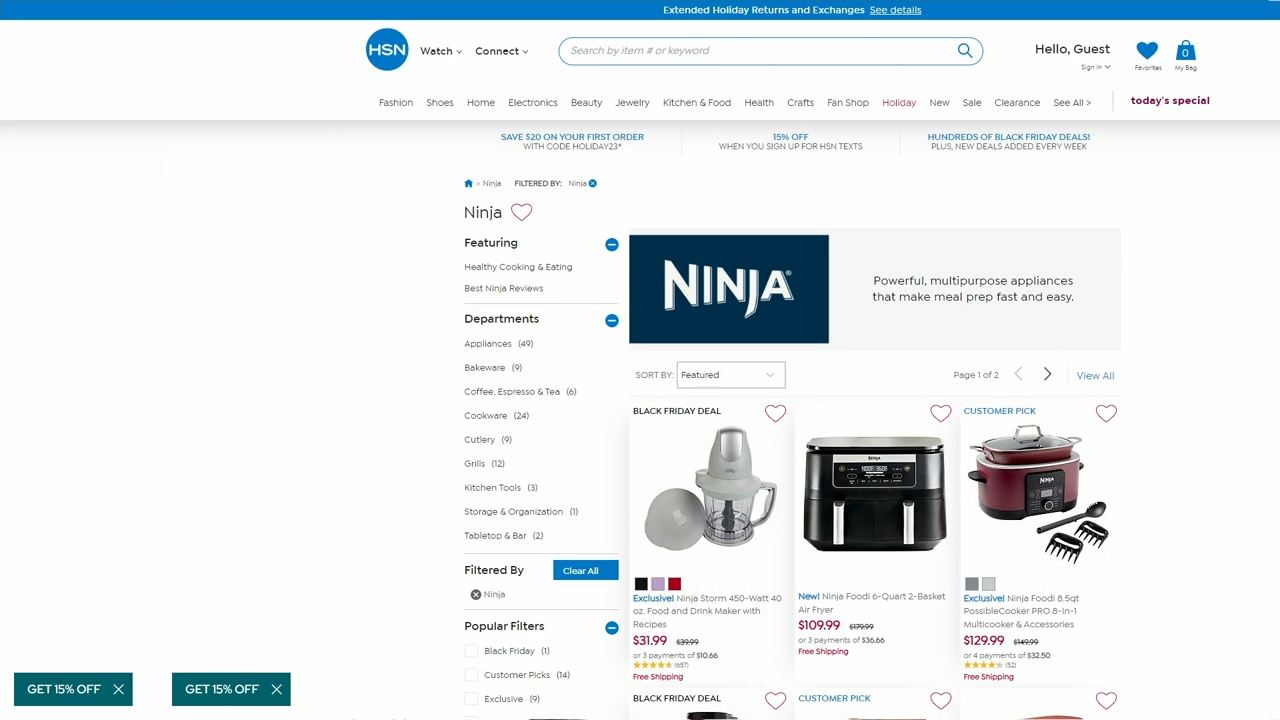 Extended Holiday Returns and Exchanges See details
HSN
Watch
Connect
Search by item # or keyword
Hello, Guest
Sign In
Favorites
0
My Bag
Fashion Shoes Home Electronics Beauty Jewelry Kitchen & Food Health Crafts Fan Shop Holiday New Sale Clearance See All > today's special
SAVE $20 ON YOUR FIRST ORDER
WITH CODE HOLIDAY23*
15% OFF
WHEN YOU SIGN UP FOR HSN TEXTS
HUNDREDS OF BLACK FRIDAY DEALS!
PLUS, NEW DEALS ADDED EVERY WEEK
> Ninja FILTERED BY: Ninja
Ninja
Featuring
Healthy Cooking & Eating
Best Ninja Reviews
Departments
Appliances (49)
Bakeware (9)
Coffee, Espresso & Tea (6)
Cookware (24)
Cutlery (9)
Grills (12)
Kitchen Tools (3)
Storage & Organization (1)
Tabletop & Bar (2)
Filtered By
Clear All
Ninja
Popular Filters
Black Friday (1)
Customer Picks (14)
Exclusive (9)
NINJA®
Powerful, multipurpose appliances
that make meal prep fast and easy.
SORT BY: Featured
Page 1 of 2
View All
BLACK FRIDAY DEAL
Exclusive! Ninja Storm 450-Watt 40
oz. Food and Drink Maker with
Recipes
$31.99 $39.99
or 3 payments of $10.66
(657)
Free Shipping
NINJA
New! Ninja Foodi 6-Quart 2-Basket
Air Fryer
$109.99 $179.99
or 3 payments of $36.66
Free Shipping
CUSTOMER PICK
NINJA
Exclusive! Ninja Foodi 8.5qt
PossibleCooker PRO 8-in-1
Multicooker & Accessories
$129.99 $149.99
or 4 payments of $32.50
(52)
Free Shipping
BLACK FRIDAY DEAL
CUSTOMER PICK
GET 15% OFF
GET 15% OFF